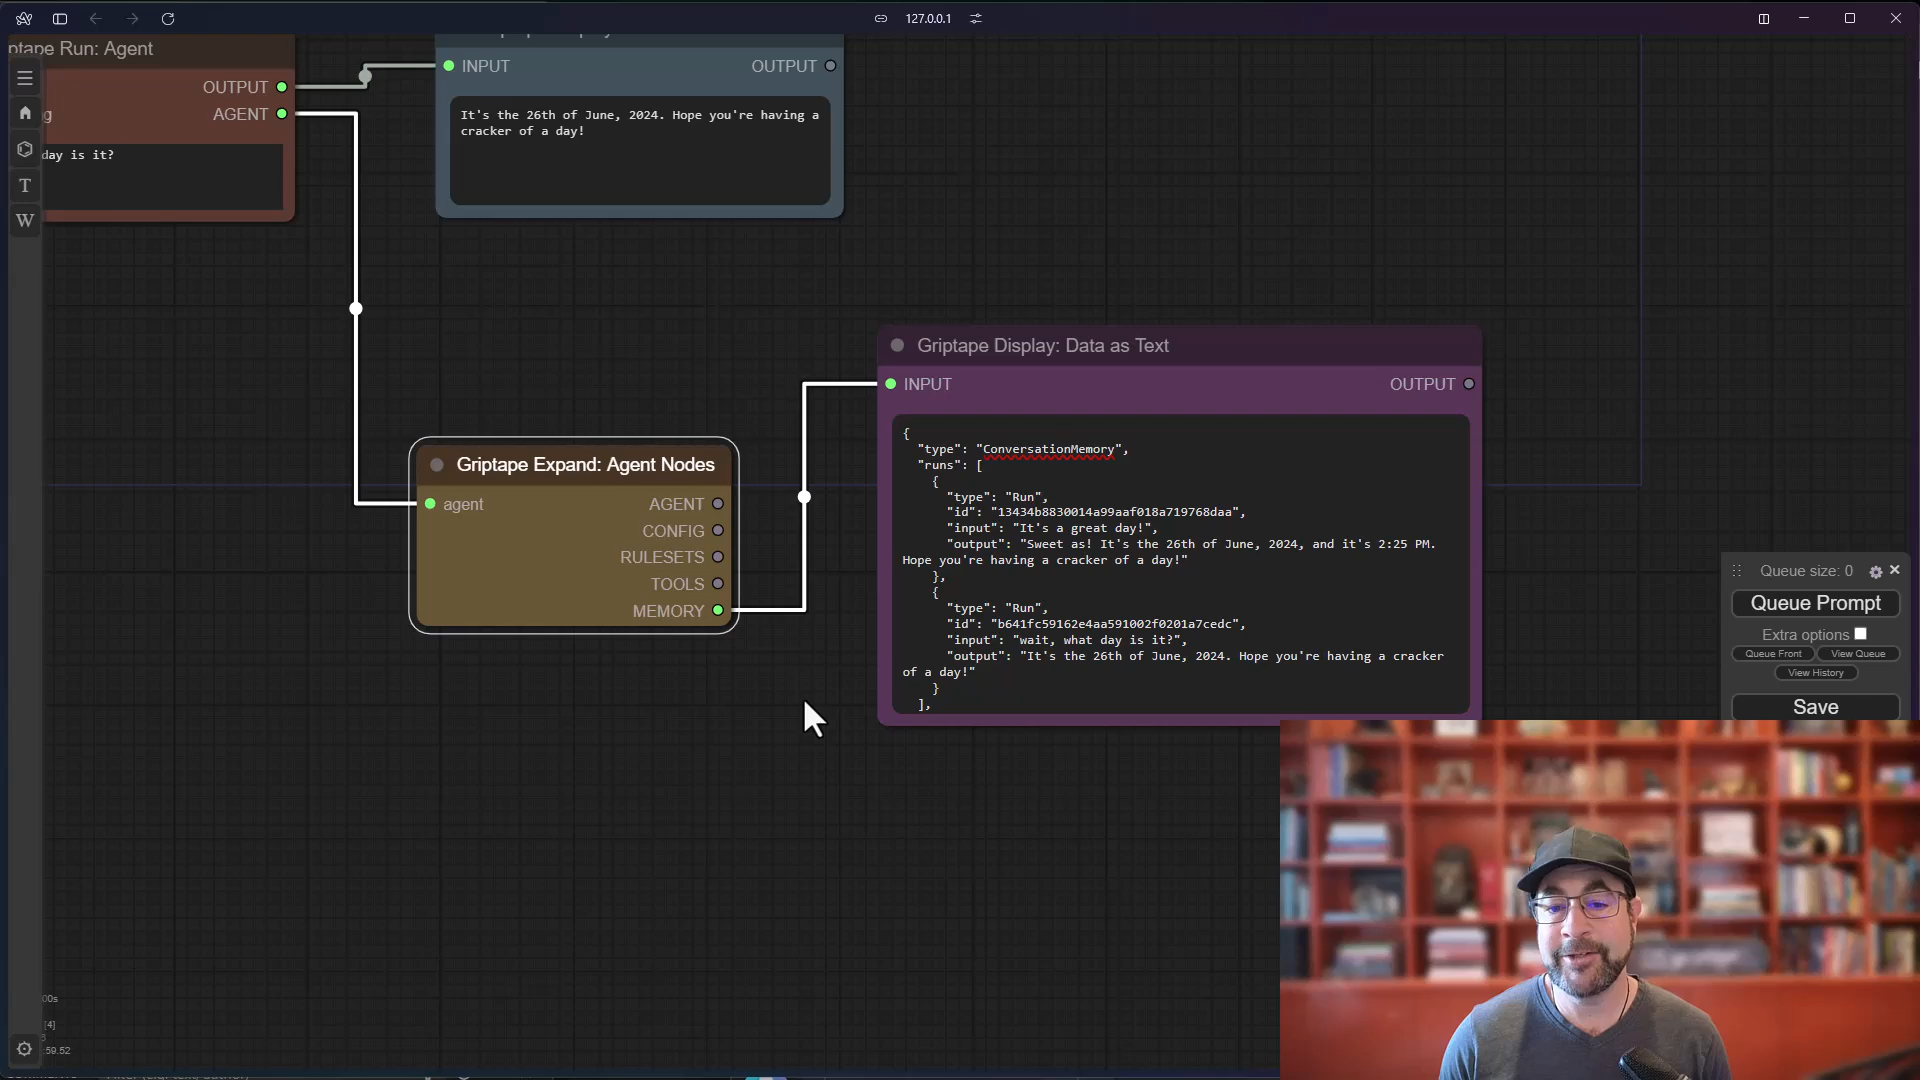 127.0.0.1
ptape Run: Agent
OUTPUT
AGENT
g
day is it?
INPUT
OUTPUT
It's the 26th of June, 2024. Hope you're having a
cracker of a day!
T
W
Griptape Expand: Agent Nodes
agent
AGENT
CONFIG
RULESETS
TOOLS
MEMORY
Griptape Display: Data as Text
INPUT
OUTPUT
{
"type": "ConversationMemory",
"runs": [
{
"type": "Run",
"id": "13434b8830014a99aaf018a719768daa",
"input": "It's a great day!",
"output": "Sweet as! It's the 26th of June, 2024, and it's 2:25 PM.
Hope you're having a cracker of a day!"
},
{
"type": "Run",
"id": "b641fc59162e4aa591002f0201a7cedc",
"input": "wait, what day is it?",
"output": "It's the 26th of June, 2024. Hope you're having a cracker
of a day!"
}
],
Queue size: 0
Queue Prompt
Extra options
Queue Front
View Queue
View History
Save
00s
[4]
:59.52